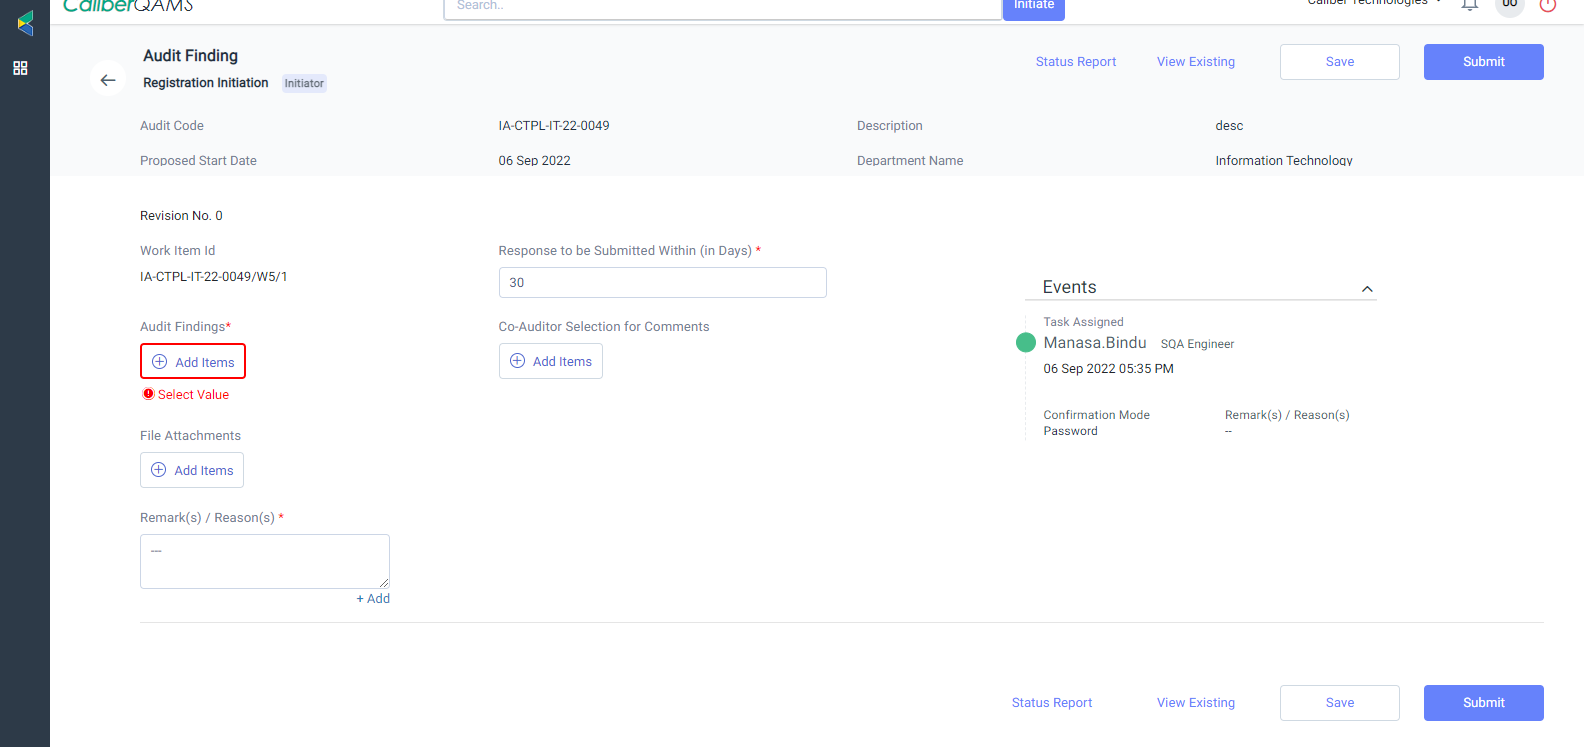 CaliberQAMS
Search..
Initiate
Caliber Technologies
00
Audit Finding
Registration Initiation Initiator
Status Report
View Existing
Save
Submit
Audit Code
IA-CTPL-IT-22-0049
Description
desc
Proposed Start Date
06 Sep 2022
Department Name
Information Technology
Revision No. 0
Work Item Id
IA-CTPL-IT-22-0049/W5/1
Response to be Submitted Within (in Days) *
30
Audit Findings*
Add Items
Select Value
Co-Auditor Selection for Comments
Add Items
File Attachments
Add Items
Remark(s) / Reason(s) *
---
+ Add
Events
Task Assigned
Manasa.Bindu SQA Engineer
06 Sep 2022 05:35 PM
Confirmation Mode
Password
Remark(s) / Reason(s)
--
Status Report
View Existing
Save
Submit